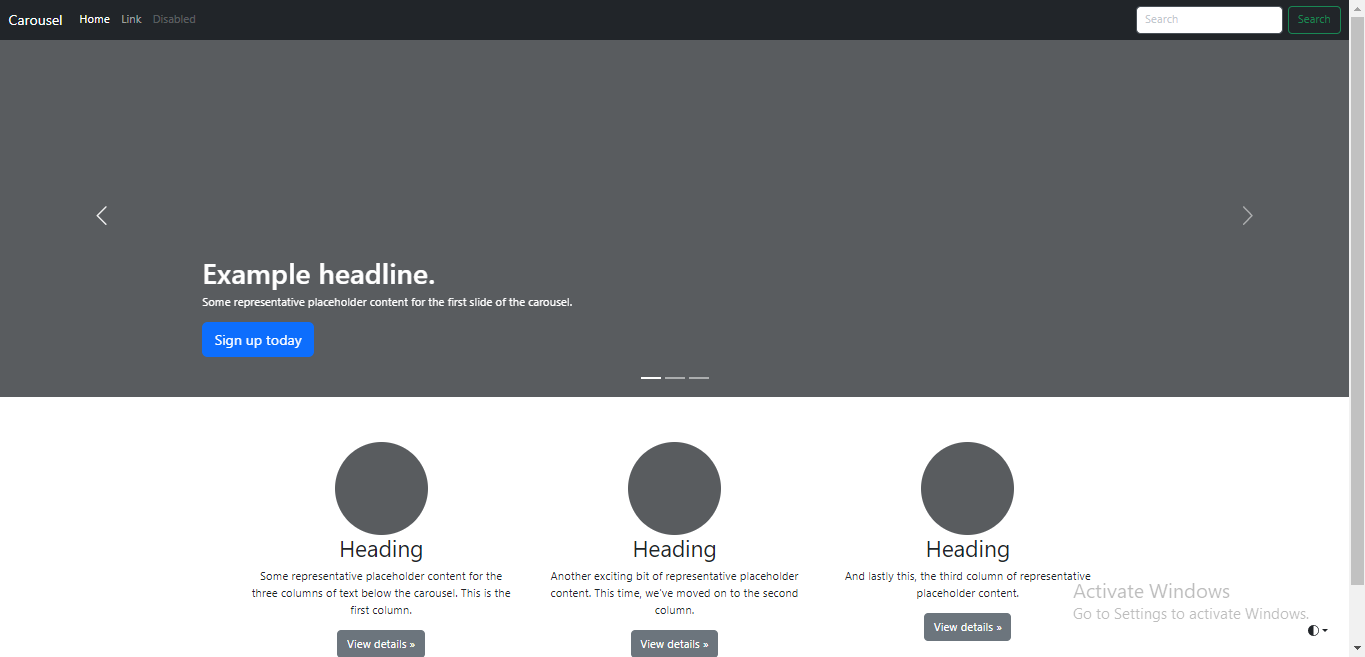 Carousel Home Link Disabled Search Search
Example headline.
Some representative placeholder content for the first slide of the carousel.
Sign up today
Heading
Some representative placeholder content for the
three columns of text below the carousel. This is the
first column.
View details »
Heading
Another exciting bit of representative placeholder
content. This time, we've moved on to the second
column.
View details »
Heading
And lastly this, the third column of representative
placeholder content.
View details »
Activate Windows
Go to Settings to activate Windows.